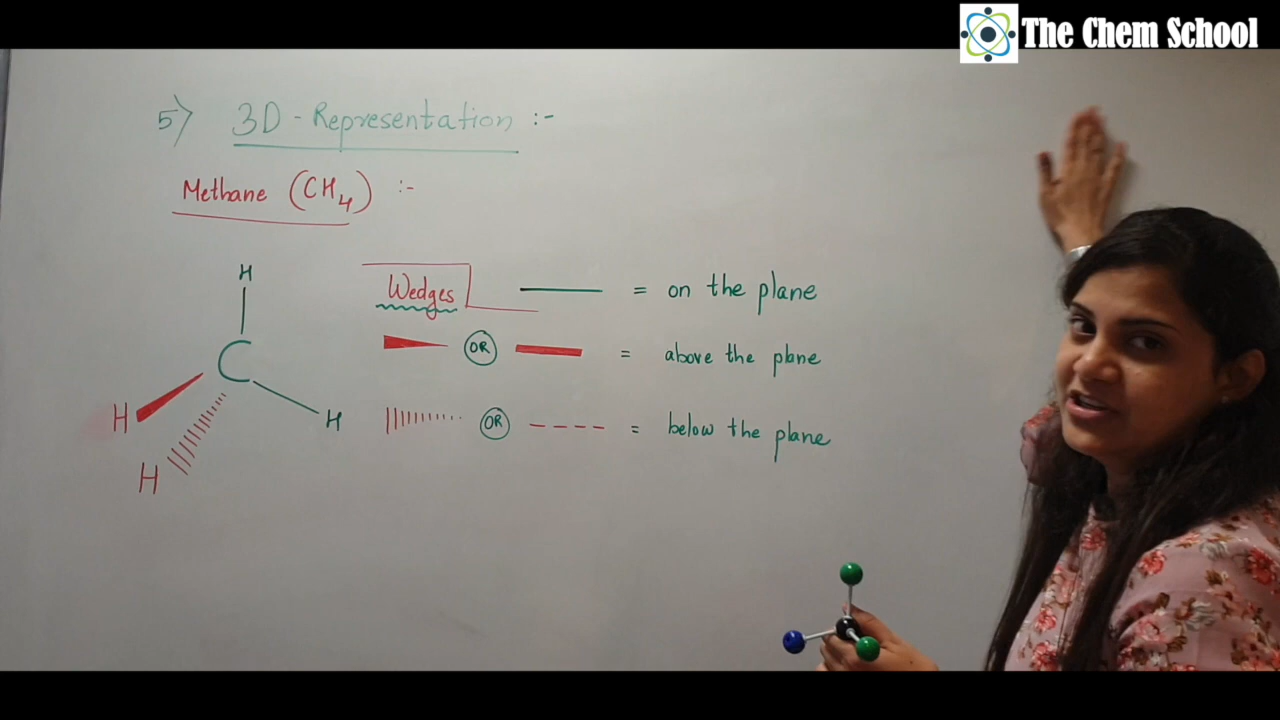 The Chem School
5) 3D - Representation :-
Methane (CH4) :-
H
C
H
H
H
Wedges
= on the plane
OR = above the plane
OR = below the plane